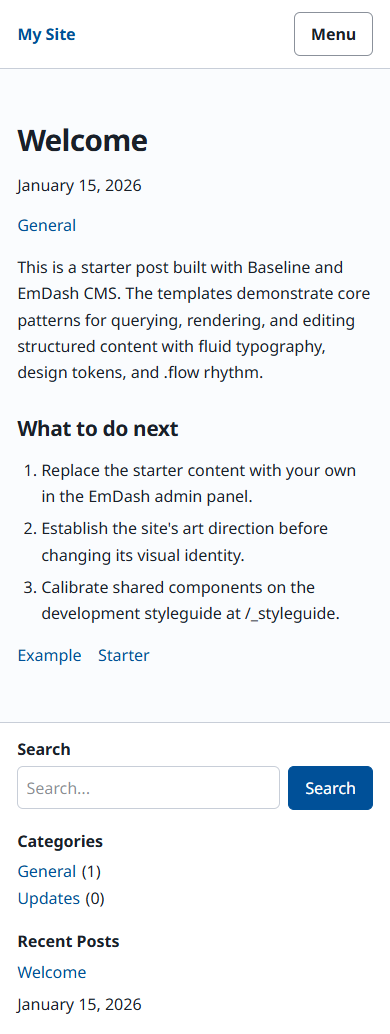 My Site
Menu
Welcome
January 15, 2026
General
This is a starter post built with Baseline and
EmDash CMS. The templates demonstrate core
patterns for querying, rendering, and editing
structured content with fluid typography,
design tokens, and .flow rhythm.
What to do next
1. Replace the starter content with your own
in the EmDash admin panel.
2. Establish the site's art direction before
changing its visual identity.
3. Calibrate shared components on the
development styleguide at /_styleguide.
Example Starter
Search
Search...
Search
Categories
General (1)
Updates (0)
Recent Posts
Welcome
January 15, 2026